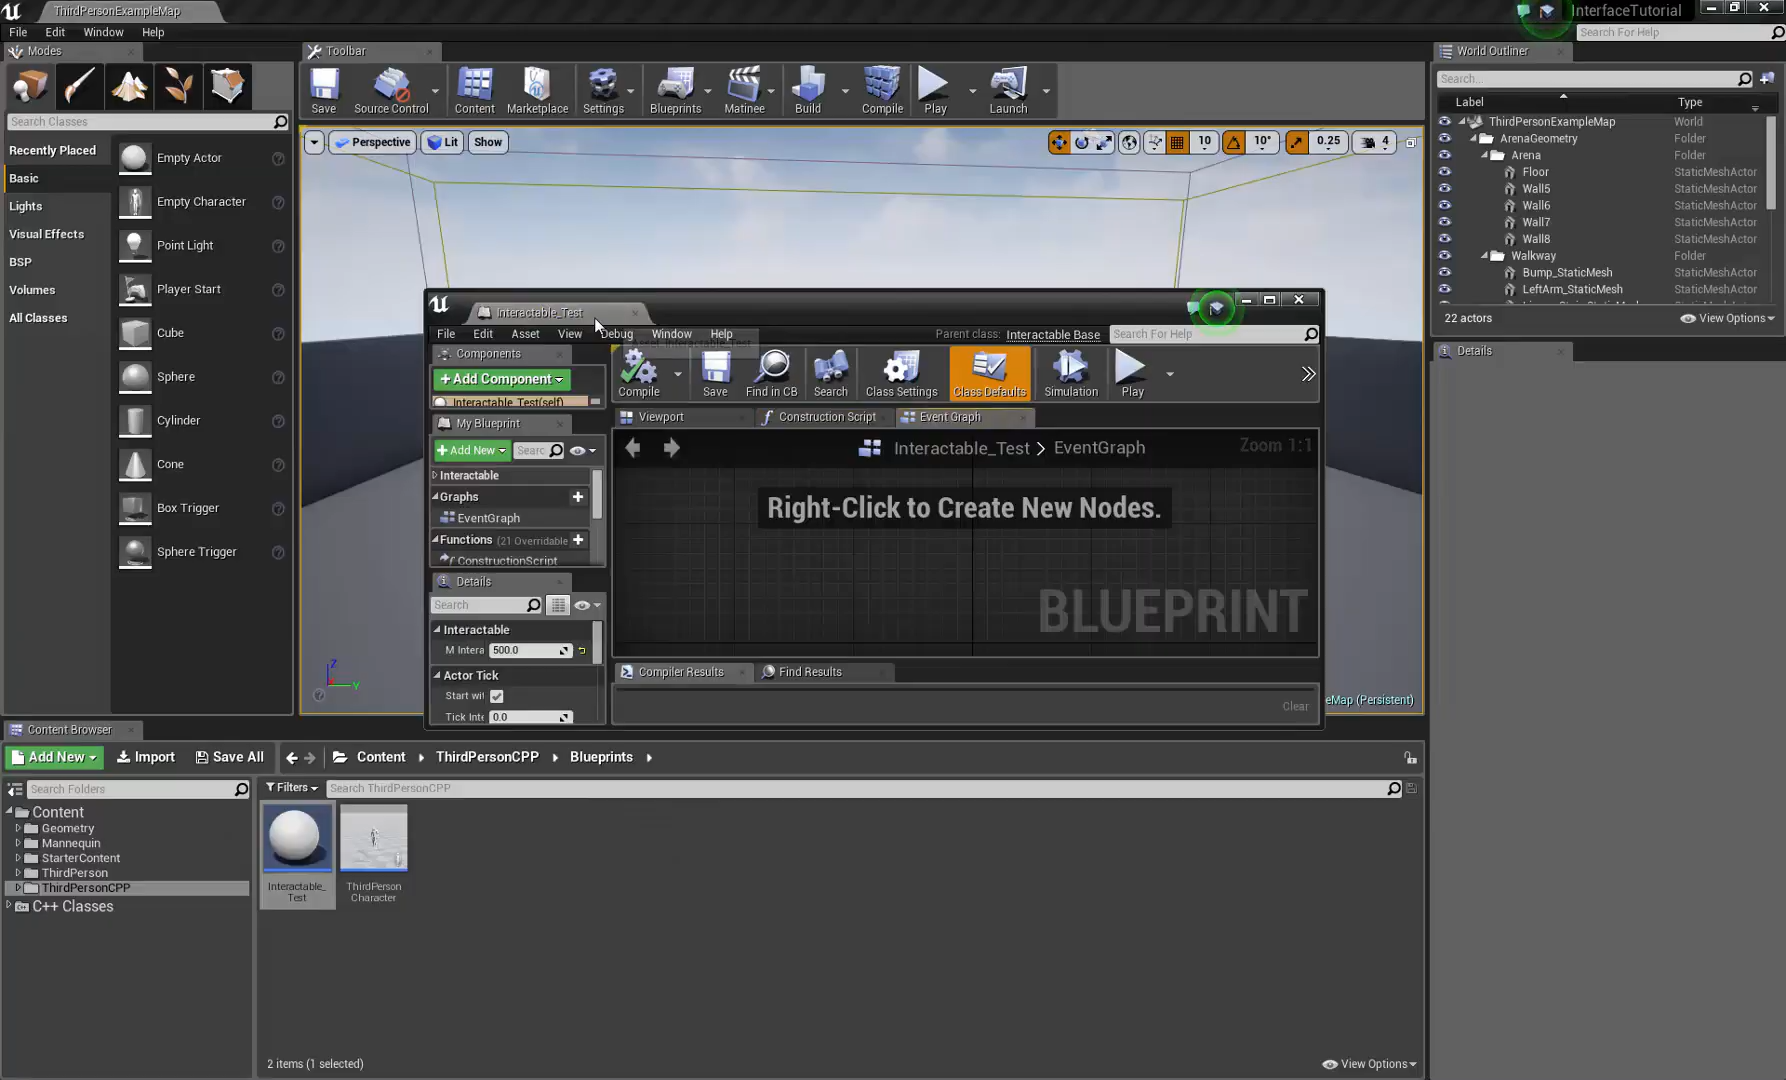 ThirdPersonExampleMap
InterfaceTutorial
File Edit Window Help
Search For Help
Modes
Toolbar
World Outliner
Search...
Save
Source Control
Content
Marketplace
Settings
Blueprints
Matinee
Build
Compile
Play
Launch
Label Type
Search Classes
ThirdPersonExampleMap World
ArenaGeometry Folder
Arena Folder
Floor StaticMeshActor
Wall5 StaticMeshActor
Wall6 StaticMeshActor
Wall7 StaticMeshActor
Wall8 StaticMeshActor
Walkway Folder
Bump_StaticMesh StaticMeshActor
LeftArm_StaticMesh StaticMeshActor
22 actors
View Options
Details
Recently Placed
Basic
Lights
Visual Effects
BSP
Volumes
All Classes
Empty Actor
Empty Character
Point Light
Player Start
Cube
Sphere
Cylinder
Cone
Box Trigger
Sphere Trigger
Perspective
Lit
Show
10
10°
0.25
4
Interactable_Test
File Edit Asset View Debug Window Help
Parent class: Interactable Base
Search For Help
Components
+Add Component
Interactable_Test(self)
My Blueprint
+Add New
Searc
Interactable
Graphs
EventGraph
Functions (21 Overridable
ConstructionScript
Details
Search
Interactable
M Intera 500.0
Actor Tick
Start wit
Tick Inte 0.0
Compile
Save
Find in CB
Search
Class Settings
Class Defaults
Simulation
Play
Viewport
Construction Script
Event Graph
Interactable_Test > EventGraph
Zoom 1:1
Right-Click to Create New Nodes.
BLUEPRINT
Compiler Results
Find Results
Clear
eMap (Persistent)
Z
Y
Content Browser
Add New
Import
Save All
Content
ThirdPersonCPP
Blueprints
Search Folders
Filters
Search ThirdPersonCPP
Content
Geometry
Mannequin
StarterContent
ThirdPerson
ThirdPersonCPP
C++ Classes
Interactable_
Test
ThirdPerson
Character
2 items (1 selected)
View Options